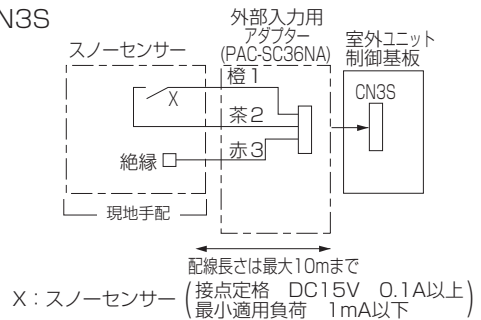 CN3S
スノーセンサー
外部入力用
アダプター
(PAC-SC36NA)
室外ユニット
制御基板
橙1
X
茶2
赤3
絶縁
CN3S
現地手配
配線長さは最大10mまで
X：スノーセンサー (接点定格　DC15V　0.1A以上
最小適用負荷　1mA以下)